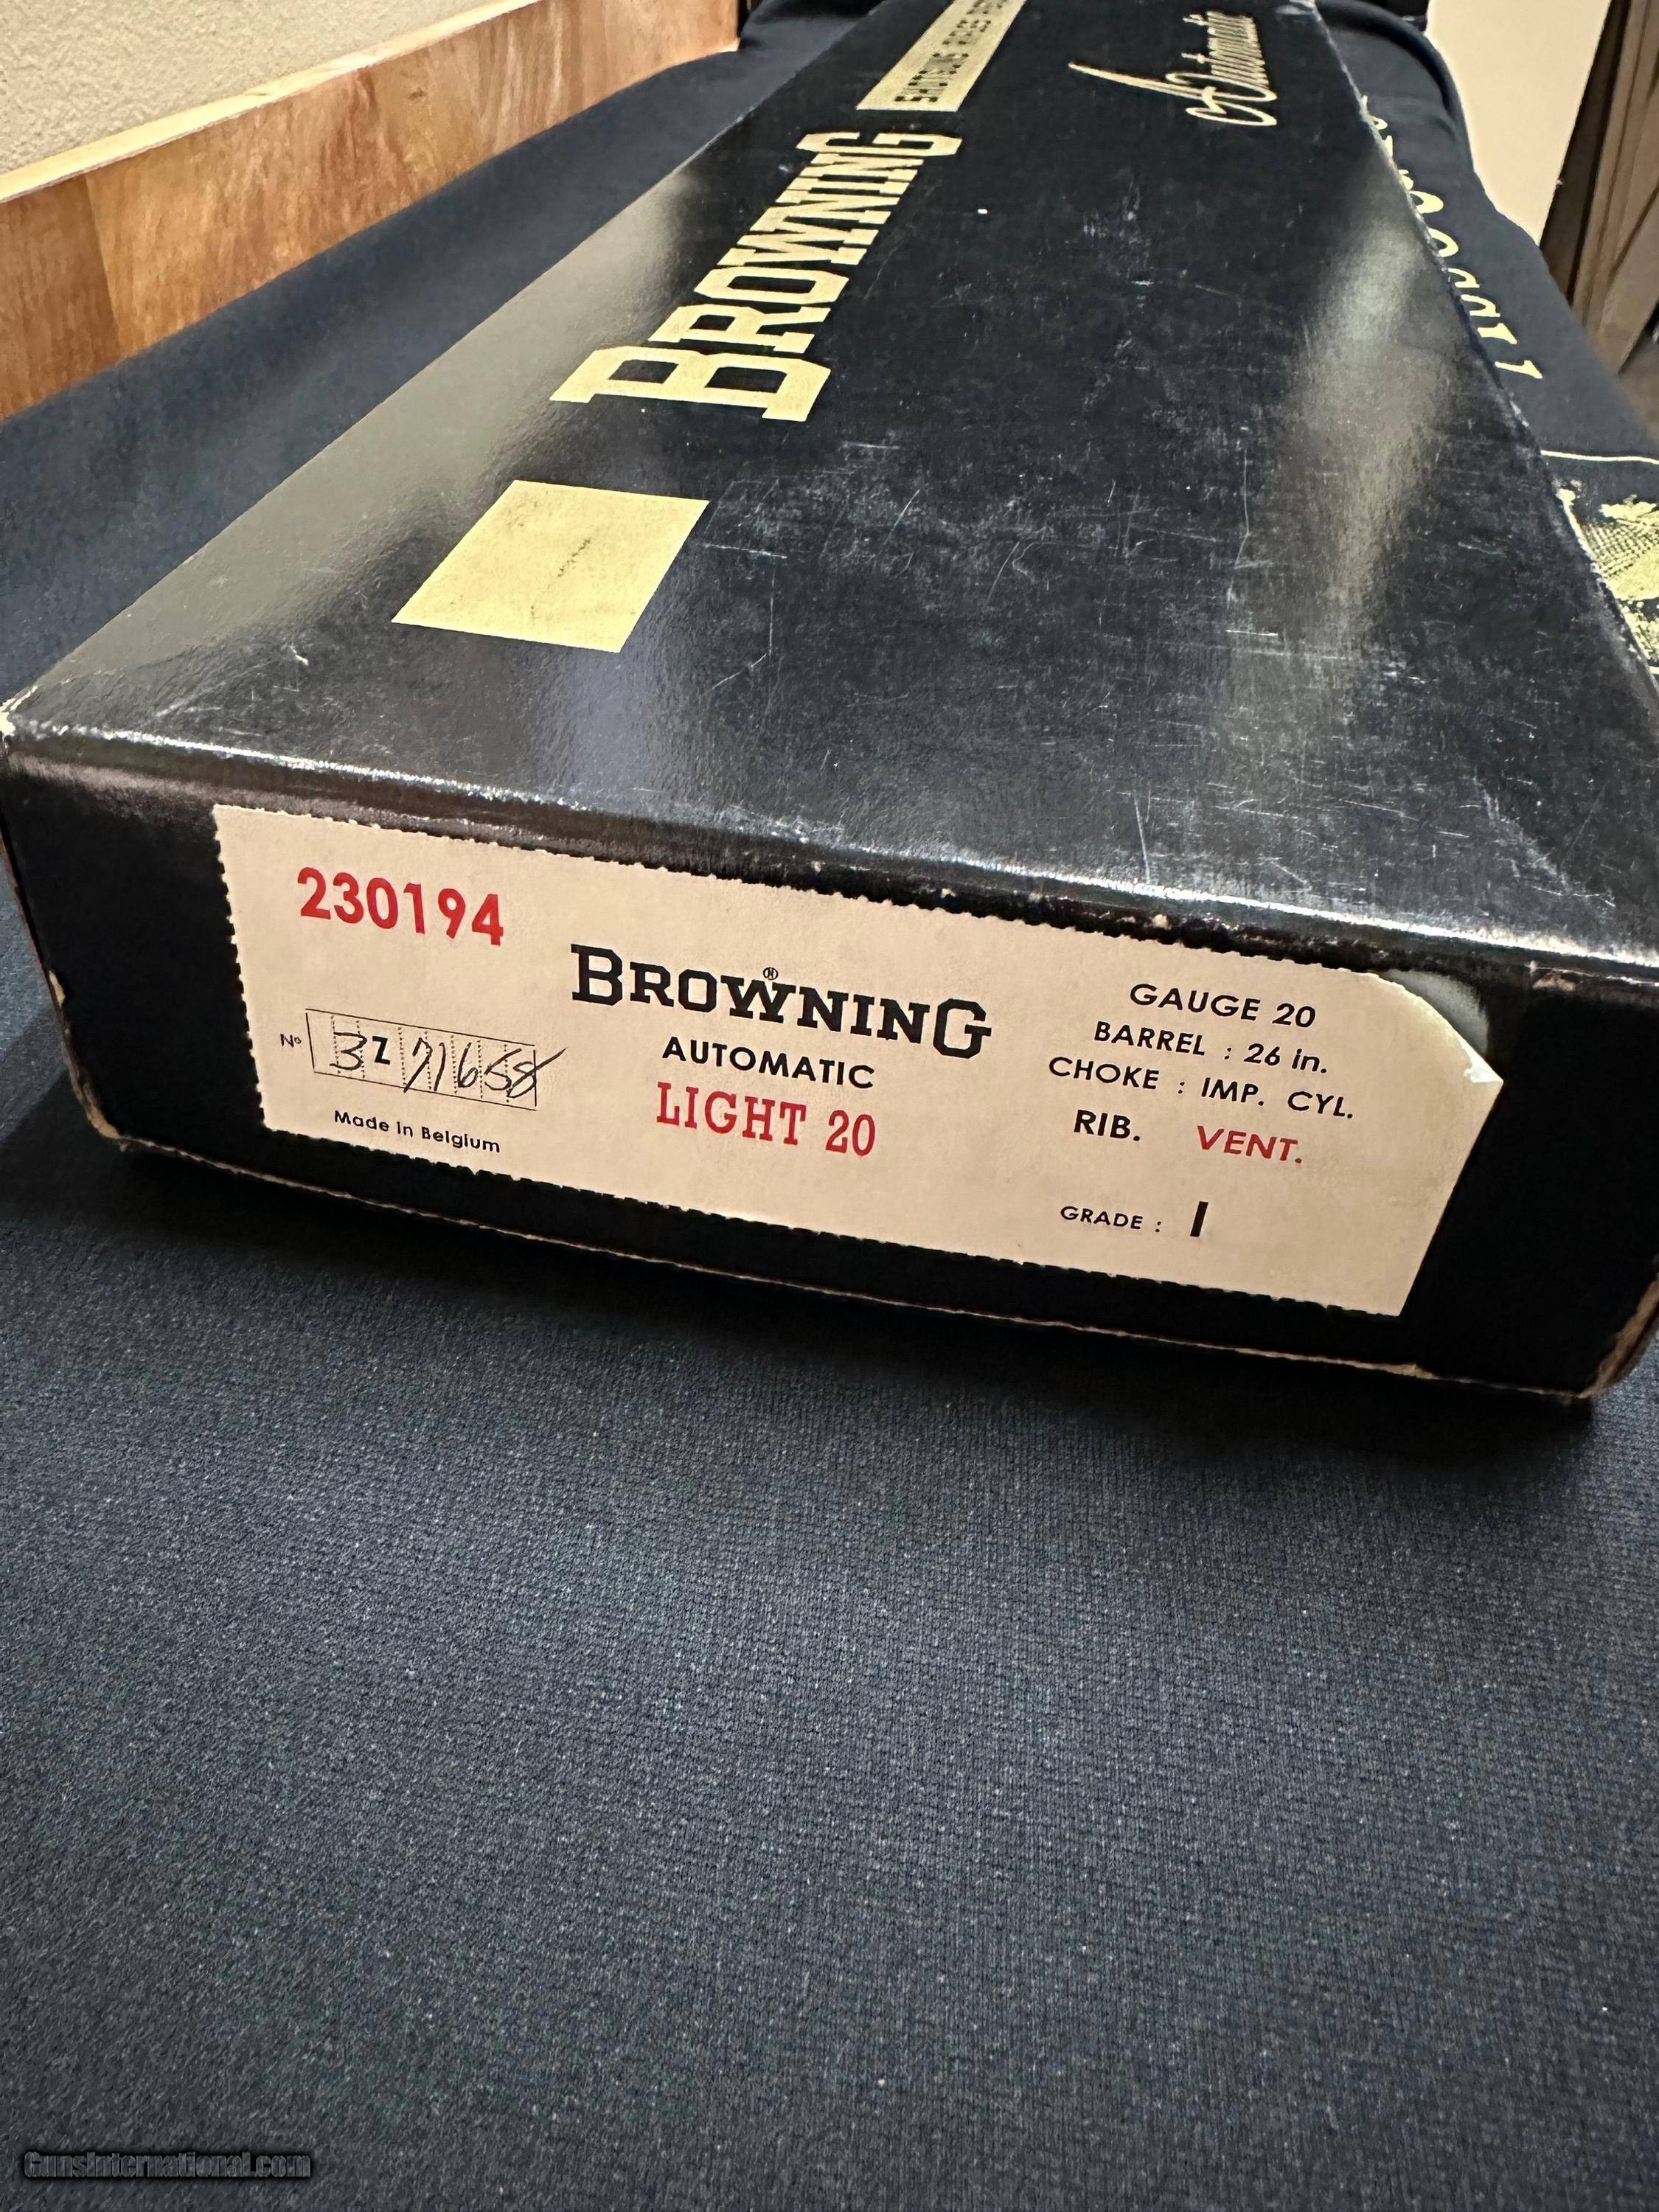 BROWNING
Automatic
230194
BROWNING
®
AUTOMATIC
LIGHT 20
No 3Z 71658
Made in Belgium
GAUGE 20
BARREL : 26 in.
CHOKE : IMP. CYL.
RIB. VENT.
GRADE : I
GunsInternational.com